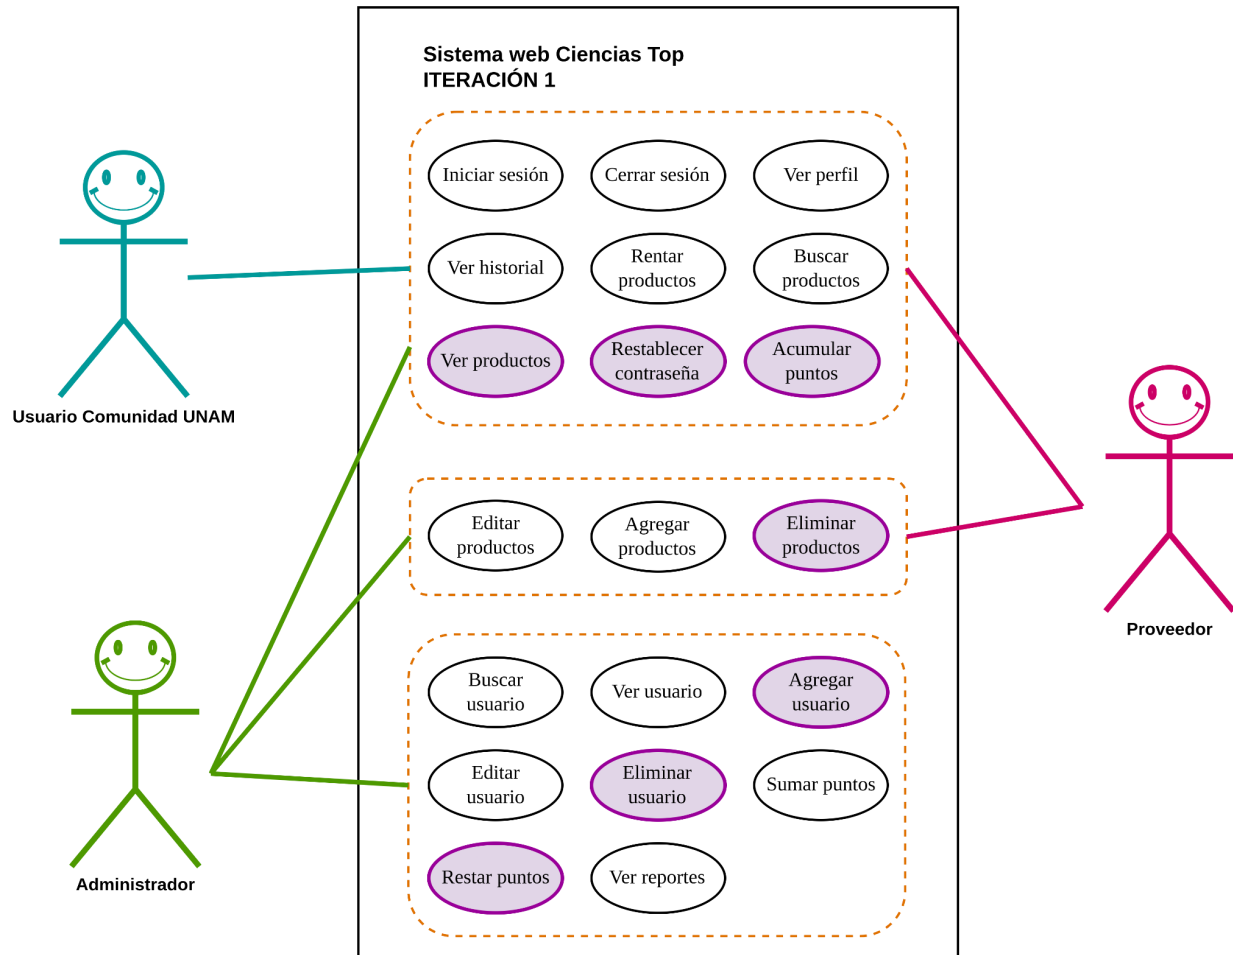 Sistema web Ciencias Top
ITERACIÓN 1
Iniciar sesión
Cerrar sesión
Ver perfil
Ver historial
Rentar
productos
Buscar
productos
Ver productos
Restablecer
contraseña
Acumular
puntos
Usuario Comunidad UNAM
Editar
productos
Agregar
productos
Eliminar
productos
Proveedor
Buscar
usuario
Ver usuario
Agregar
usuario
Editar
usuario
Eliminar
usuario
Sumar puntos
Restar puntos
Ver reportes
Administrador